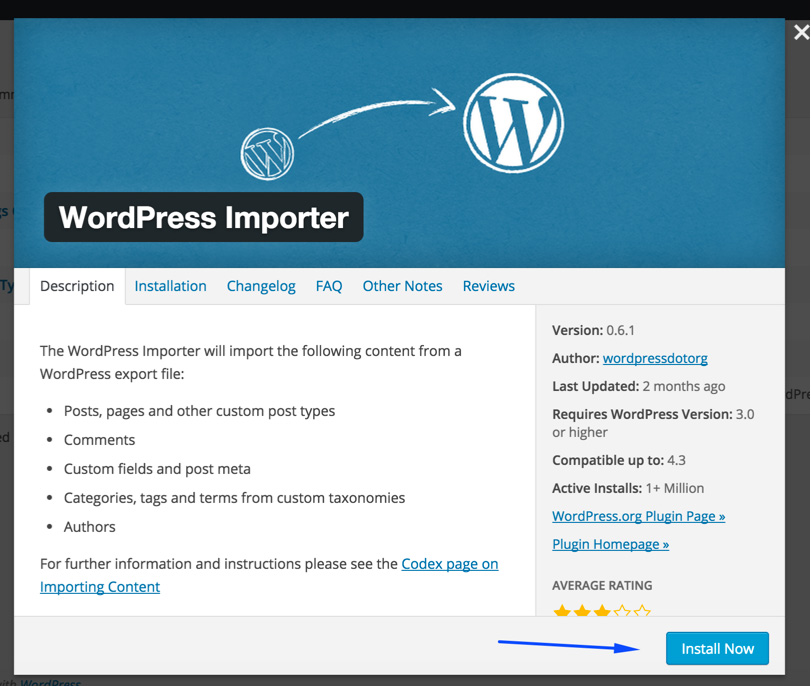 WordPress Importer
Description Installation Changelog FAQ Other Notes Reviews
The WordPress Importer will import the following content from a
WordPress export file:
• Posts, pages and other custom post types
• Comments
• Custom fields and post meta
• Categories, tags and terms from custom taxonomies
• Authors
For further information and instructions please see the Codex page on
Importing Content
Version: 0.6.1
Author: wordpressdotorg
Last Updated: 2 months ago
Requires WordPress Version: 3.0
or higher
Compatible up to: 4.3
Active Installs: 1+ Million
WordPress.org Plugin Page »
Plugin Homepage »
AVERAGE RATING
Install Now
with WordPress